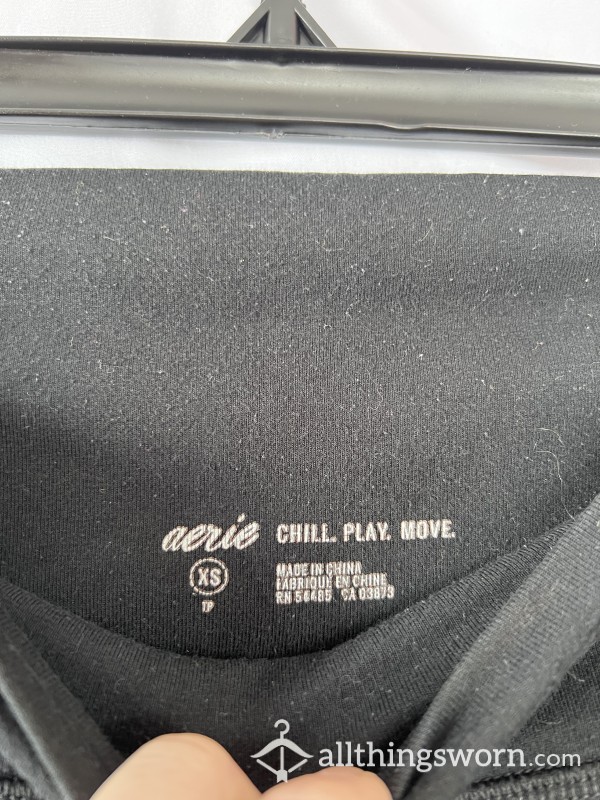 aerie CHILL. PLAY. MOVE.
XS
TP
MADE IN CHINA
FABRIQUÉ EN CHINE
RN 54485 CA 03873
allthingsworn.com